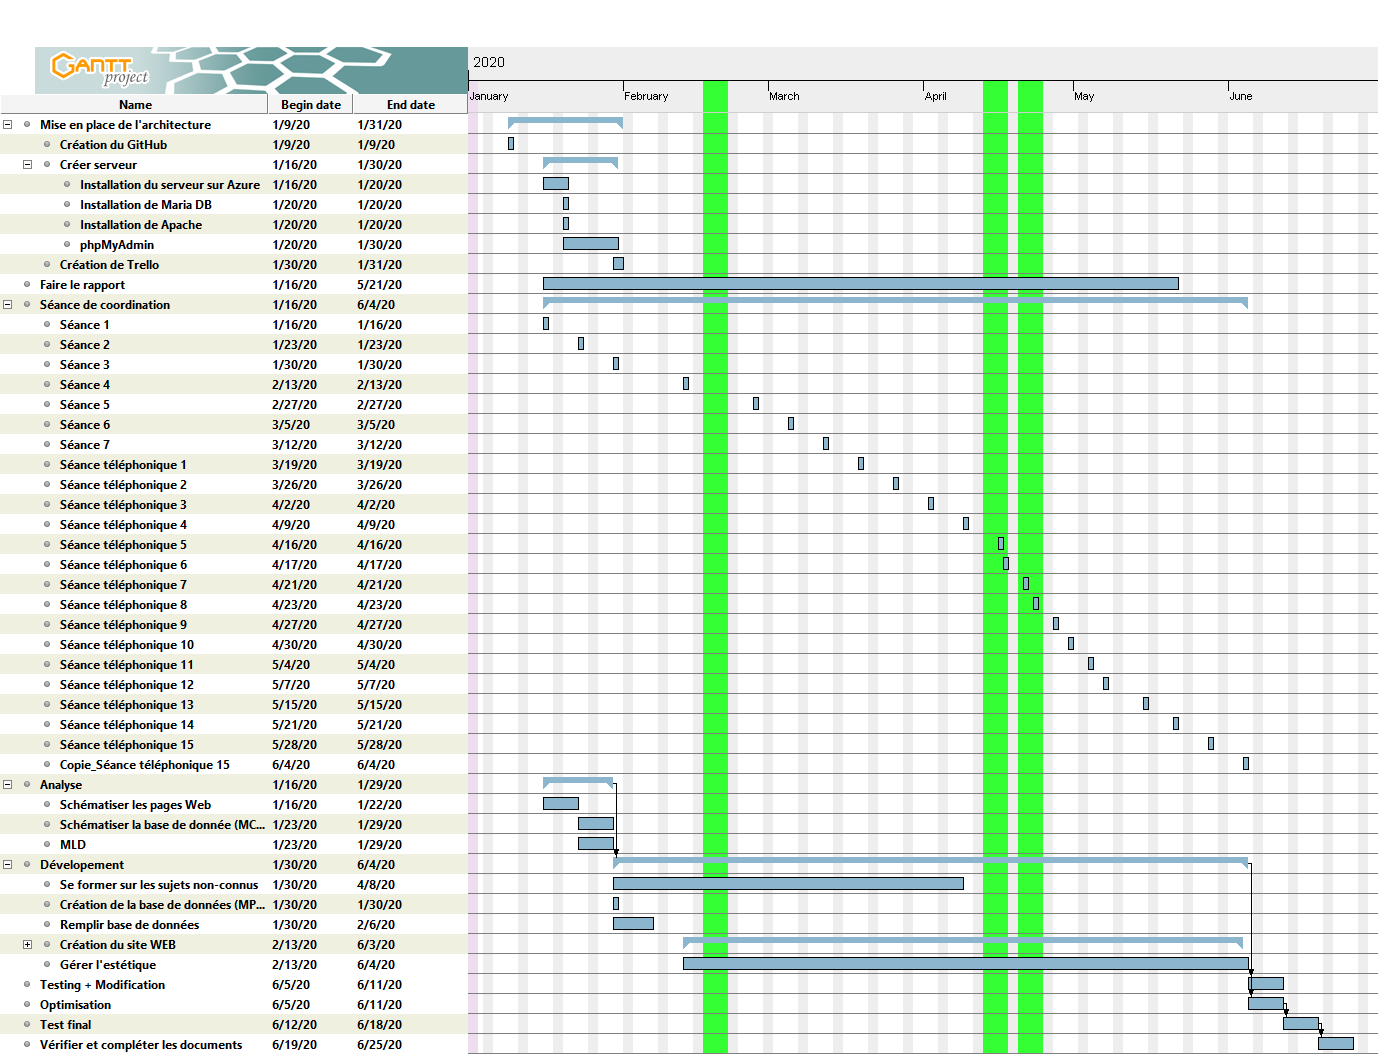 GANTT
project
2020
January February March April May June
Name Begin date End date
Mise en place de l'architecture 1/9/20 1/31/20
Création du GitHub 1/9/20 1/9/20
Créer serveur 1/16/20 1/30/20
Installation du serveur sur Azure 1/16/20 1/20/20
Installation de Maria DB 1/20/20 1/20/20
Installation de Apache 1/20/20 1/20/20
phpMyAdmin 1/20/20 1/30/20
Création de Trello 1/30/20 1/31/20
Faire le rapport 1/16/20 5/21/20
Séance de coordination 1/16/20 6/4/20
Séance 1 1/16/20 1/16/20
Séance 2 1/23/20 1/23/20
Séance 3 1/30/20 1/30/20
Séance 4 2/13/20 2/13/20
Séance 5 2/27/20 2/27/20
Séance 6 3/5/20 3/5/20
Séance 7 3/12/20 3/12/20
Séance téléphonique 1 3/19/20 3/19/20
Séance téléphonique 2 3/26/20 3/26/20
Séance téléphonique 3 4/2/20 4/2/20
Séance téléphonique 4 4/9/20 4/9/20
Séance téléphonique 5 4/16/20 4/16/20
Séance téléphonique 6 4/17/20 4/17/20
Séance téléphonique 7 4/21/20 4/21/20
Séance téléphonique 8 4/23/20 4/23/20
Séance téléphonique 9 4/27/20 4/27/20
Séance téléphonique 10 4/30/20 4/30/20
Séance téléphonique 11 5/4/20 5/4/20
Séance téléphonique 12 5/7/20 5/7/20
Séance téléphonique 13 5/15/20 5/15/20
Séance téléphonique 14 5/21/20 5/21/20
Séance téléphonique 15 5/28/20 5/28/20
Copie_Séance téléphonique 15 6/4/20 6/4/20
Analyse 1/16/20 1/29/20
Schématiser les pages Web 1/16/20 1/22/20
Schématiser la base de donnée (MC... 1/23/20 1/29/20
MLD 1/23/20 1/29/20
Dévelopement 1/30/20 6/4/20
Se former sur les sujets non-connus 1/30/20 4/8/20
Création de la base de données (MP... 1/30/20 1/30/20
Remplir base de données 1/30/20 2/6/20
Création du site WEB 2/13/20 6/3/20
Gérer l'estétique 2/13/20 6/4/20
Testing + Modification 6/5/20 6/11/20
Optimisation 6/5/20 6/11/20
Test final 6/12/20 6/18/20
Vérifier et compléter les documents 6/19/20 6/25/20